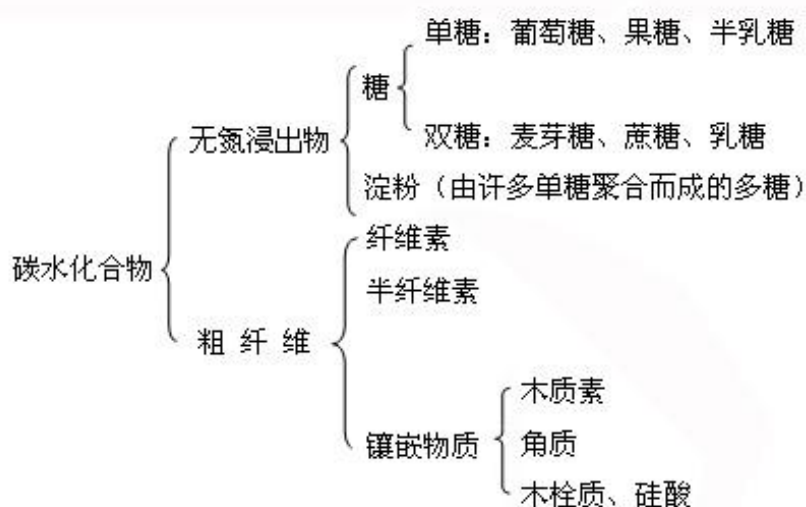 单糖：葡萄糖、果糖、半乳糖
糖
无氮浸出物
双糖：麦芽糖、蔗糖、乳糖
淀粉（由许多单糖聚合而成的多糖）
碳水化合物
纤维素
半纤维素
粗 纤 维
木质素
镶嵌物质
角质
木栓质、硅酸